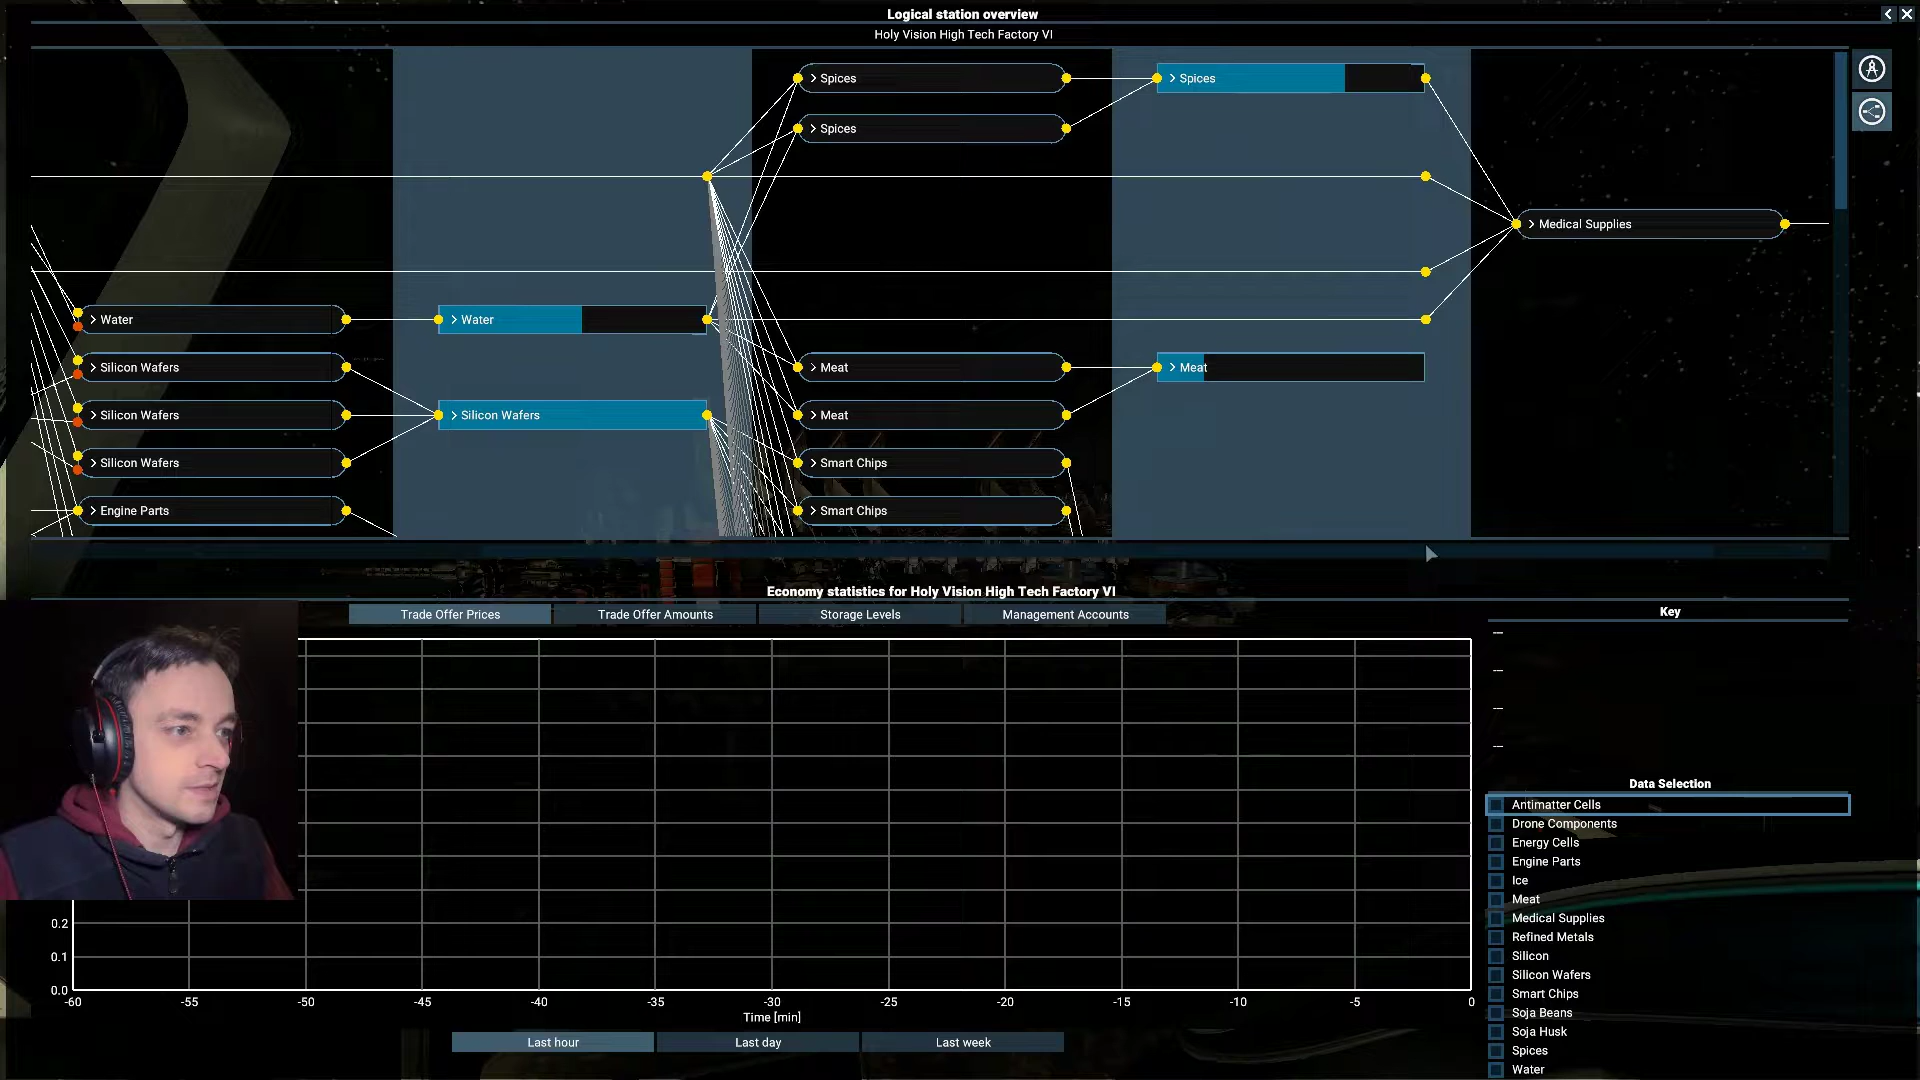 Logical station overview
Holy Vision High Tech Factory VI
Spices
Spices
Spices
Medical Supplies
Water
Water
Silicon Wafers
Meat
Meat
Silicon Wafers
Silicon Wafers
Meat
Silicon Wafers
Smart Chips
Engine Parts
Smart Chips
Economy statistics for Holy Vision High Tech Factory VI
Trade Offer Prices
Trade Offer Amounts
Storage Levels
Management Accounts
Key
---
---
---
---
Data Selection
Antimatter Cells
Drone Components
Energy Cells
Engine Parts
Ice
Meat
Medical Supplies
Refined Metals
Silicon
Silicon Wafers
Smart Chips
Soja Beans
Soja Husk
Spices
Water
0.2
0.1
0.0
-60 -55 -50 -45 -40 -35 -30 -25 -20 -15 -10 -5 0
Time [min]
Last hour
Last day
Last week